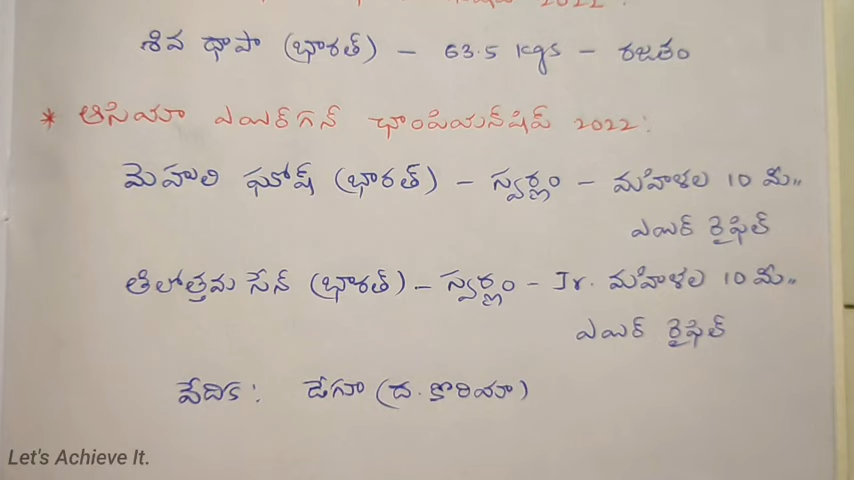 2022:
శివ థాపా (భారత్) - 63.5 kgs - రజతం
* ఆసియా ఎయిర్‌గన్ ఛాంపియన్‌షిప్ 2022:
మెహులి ఘోష్ (భారత్) - స్వర్ణం - మహిళల 10 మీ"
ఎయిర్ రైఫిల్
తిలోత్తమ సేన్ (భారత్) - స్వర్ణం - Jr. మహిళల 10 మీ"
ఎయిర్ రైఫిల్
వేదిక: డేగూ (ద. కొరియా)
Let's Achieve It.